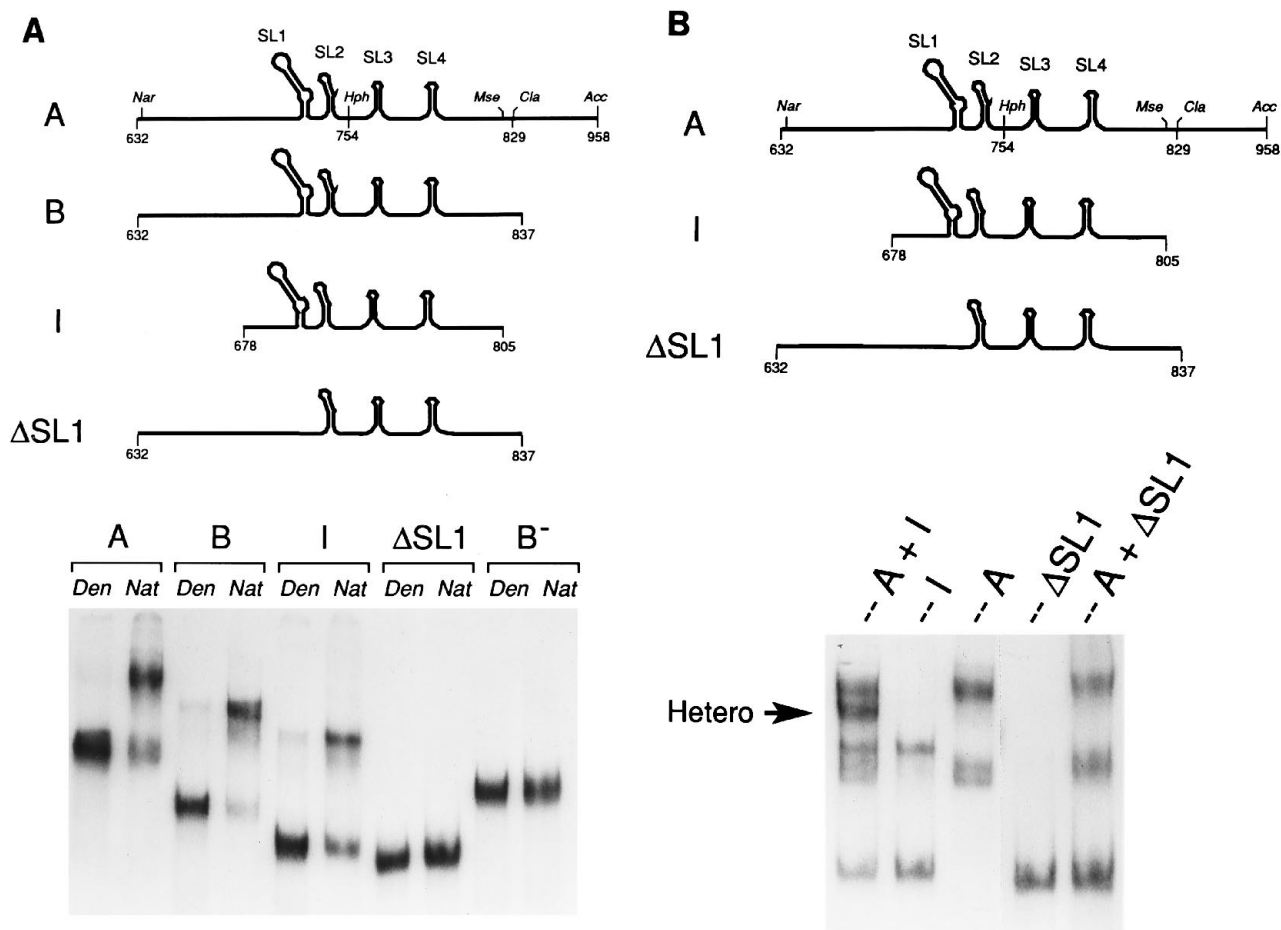 A
SL1 SL2 SL3 SL4
A
Nar Hph Mse Cla Acc
632 754 829 958
B
632 837
I
678 805
ΔSL1
632 837
A B I ΔSL1 B⁻
Den Nat Den Nat Den Nat Den Nat Den Nat
B
SL1 SL2 SL3 SL4
A
Nar Hph Mse Cla Acc
632 754 829 958
I
678 805
ΔSL1
632 837
-- A + I
-- I
-- A
-- ΔSL1
-- A + ΔSL1
Hetero